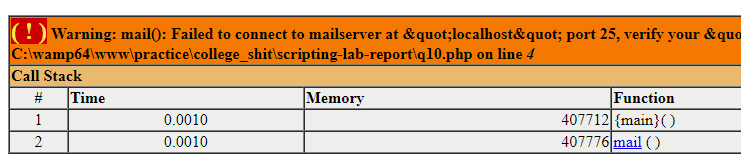 ( ! ) Warning: mail(): Failed to connect to mailserver at &quot;localhost&quot; port 25, verify your &quo
C:\wamp64\www\practice\college_shit\scripting-lab-report\q10.php on line 4
Call Stack
# Time Memory Function
1 0.0010 407712 {main}( )
2 0.0010 407776 mail ( )